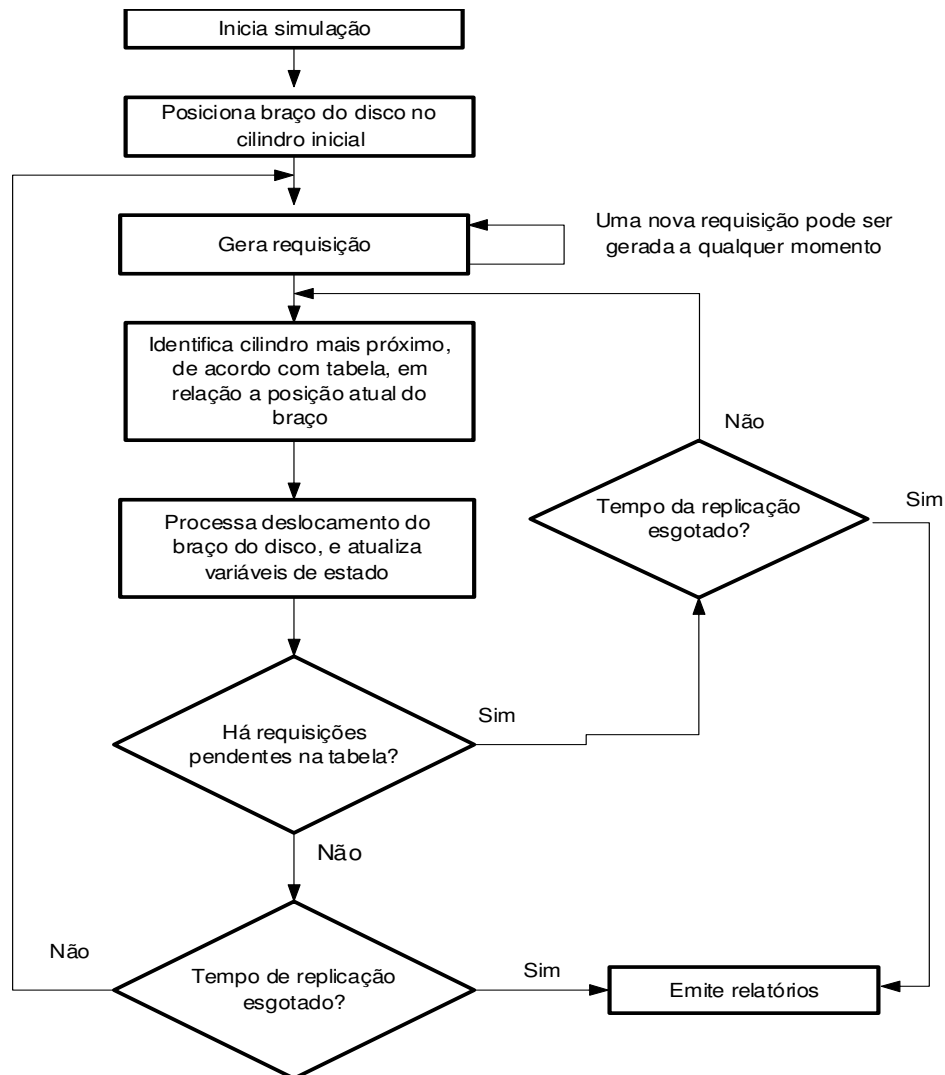 Inicia simulação
Posiciona braço do disco no
cilindro inicial
Gera requisição
Uma nova requisição pode ser
gerada a qualquer momento
Identifica cilindro mais próximo,
de acordo com tabela, em
relação a posição atual do
braço
Não
Tempo da replicação
esgotado?
Sim
Processa deslocamento do
braço do disco, e atualiza
variáveis de estado
Há requisições
pendentes na tabela?
Sim
Não
Não
Tempo de replicação
esgotado?
Sim
Emite relatórios